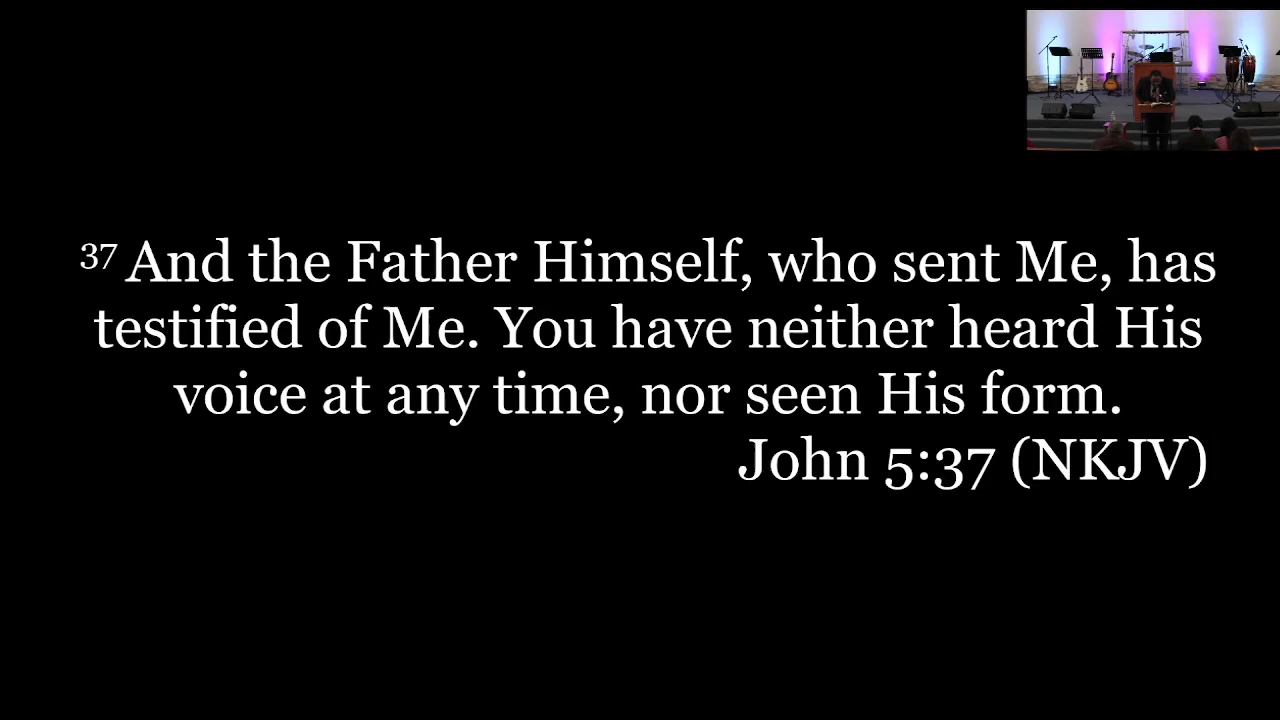 37 And the Father Himself, who sent Me, has
testified of Me. You have neither heard His
voice at any time, nor seen His form.
John 5:37 (NKJV)